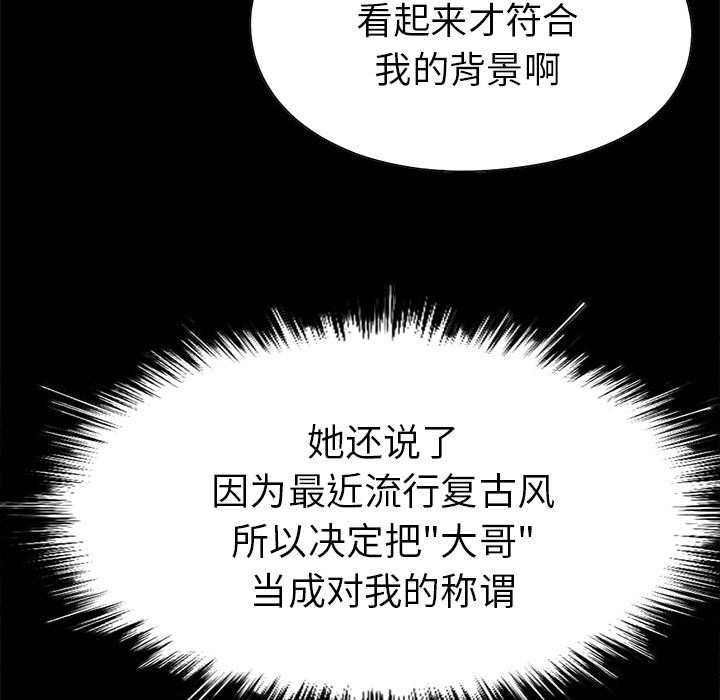 看起来才符合
我的背景啊
她还说了
因为最近流行复古风
所以决定把"大哥"
当成对我的称谓